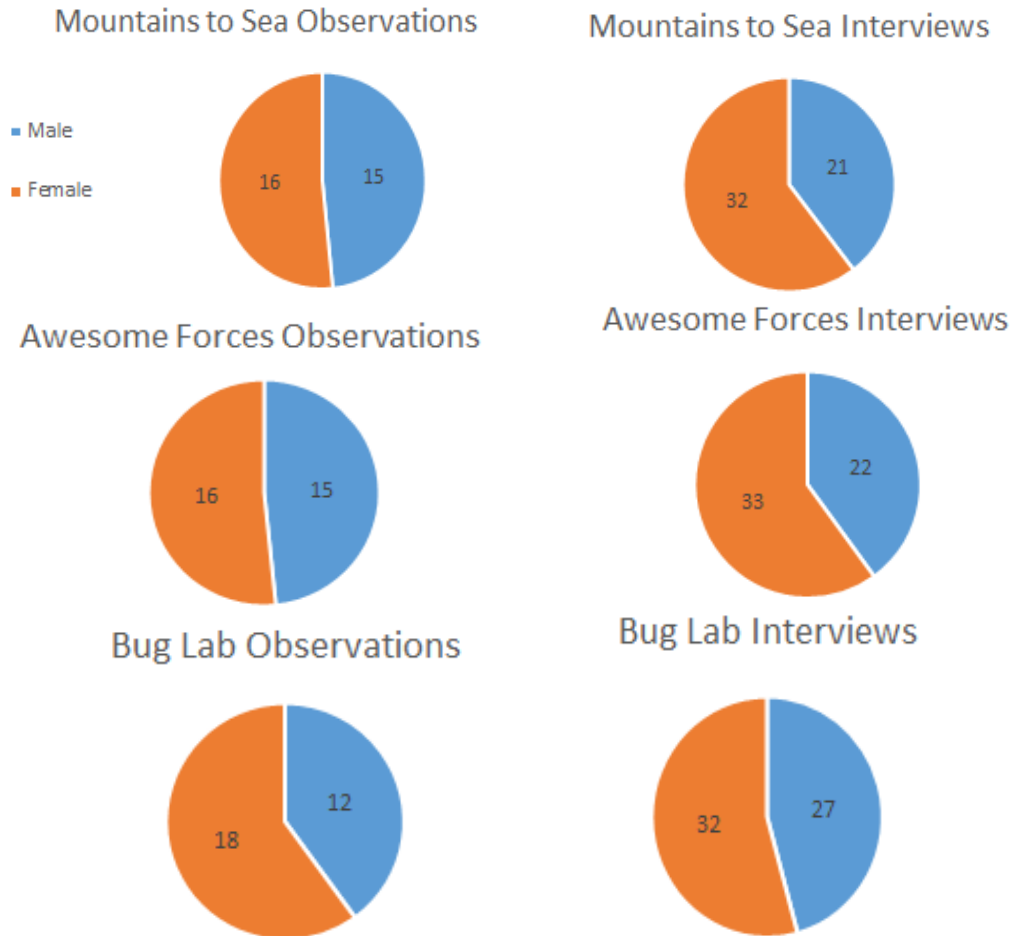 Mountains to Sea Observations
Mountains to Sea Interviews
Male
Female
16
15
32
21
Awesome Forces Observations
Awesome Forces Interviews
16
15
33
22
Bug Lab Observations
Bug Lab Interviews
18
12
32
27